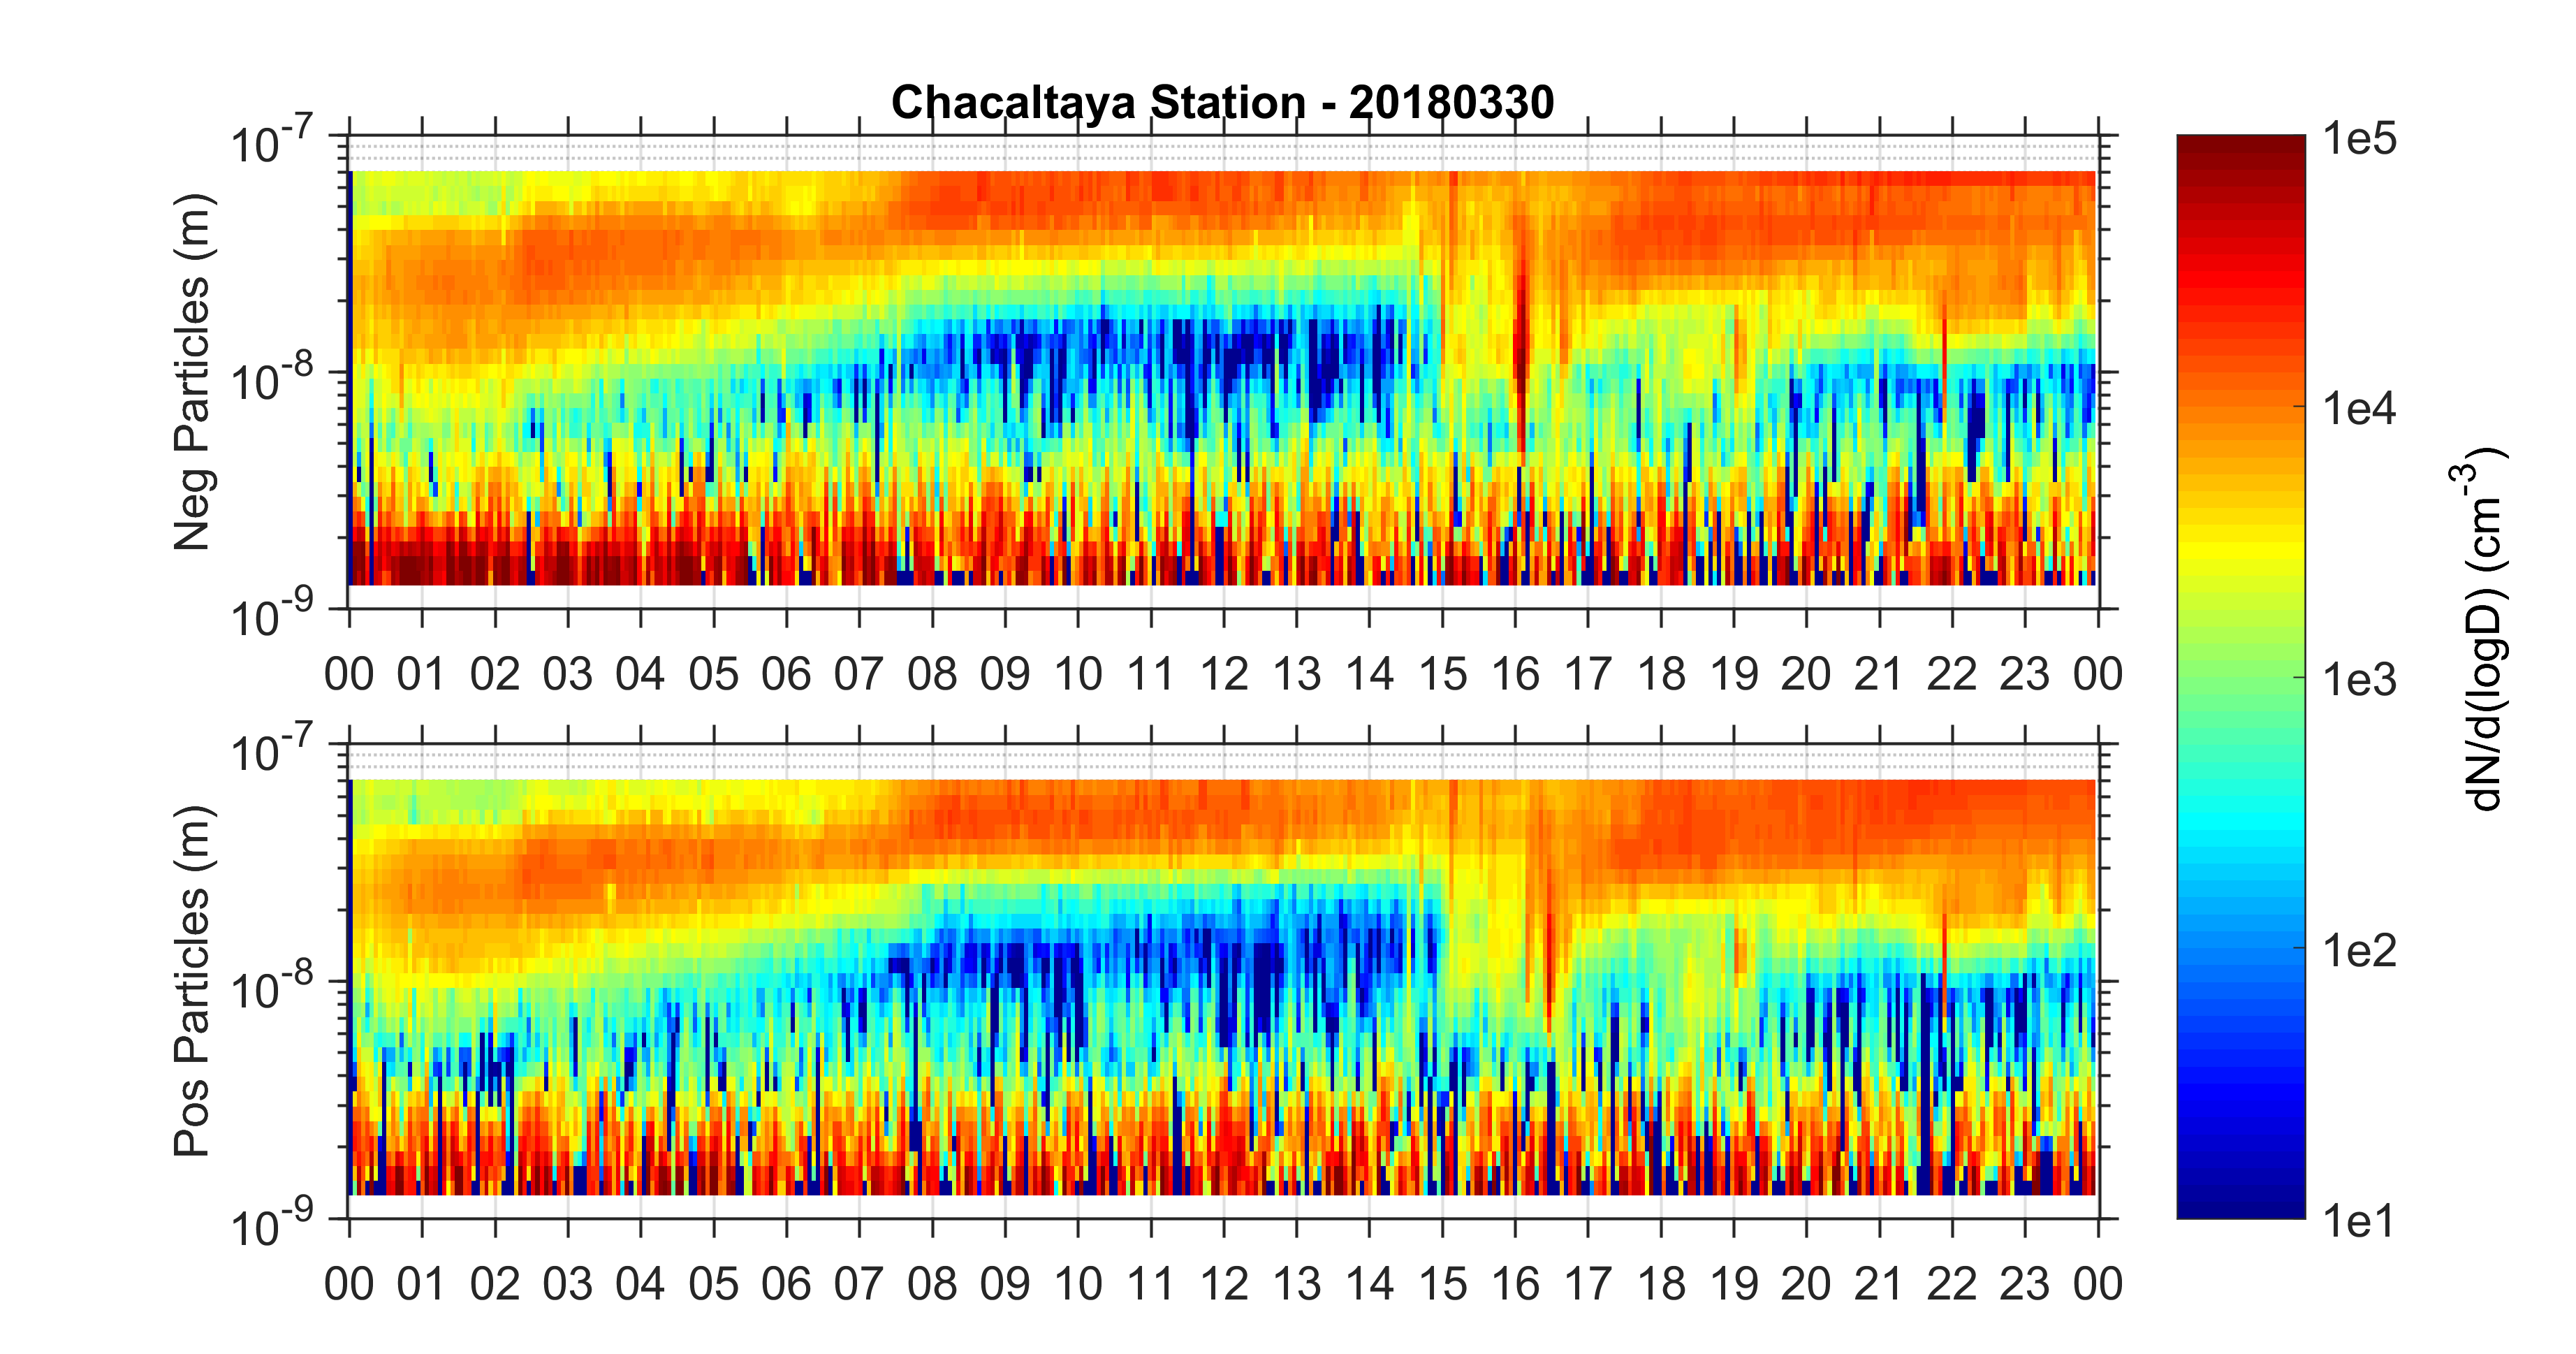 Chacaltaya Station - 20180330
10-7
10-8
10-9
Neg Particles (m)
00 01 02 03 04 05 06 07 08 09 10 11 12 13 14 15 16 17 18 19 20 21 22 23 00
10-7
10-8
10-9
Pos Particles (m)
00 01 02 03 04 05 06 07 08 09 10 11 12 13 14 15 16 17 18 19 20 21 22 23 00
1e5
1e4
1e3
1e2
1e1
dN/d(logD) (cm-3)